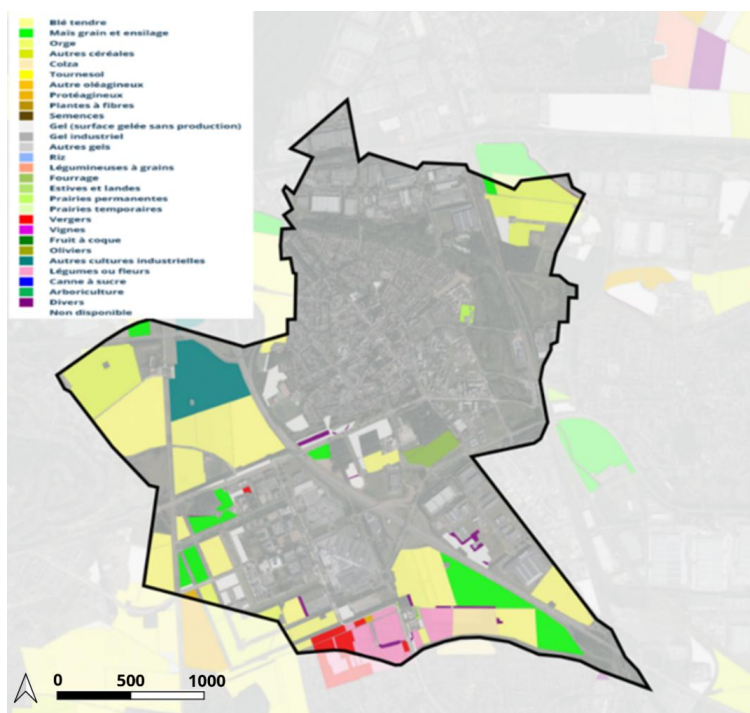 Blé tendre
Maïs grain et ensilage
Orge
Autres céréales
Colza
Tournesol
Autre oléagineux
Protéagineux
Plantes à fibres
Semences
Gel (surface gelée sans production)
Gel industriel
Autres gels
Riz
Légumineuses à grains
Fourrage
Estives et landes
Prairies permanentes
Prairies temporaires
Vergers
Vignes
Fruit à coque
Oliviers
Autres cultures industrielles
Légumes ou fleurs
Canne à sucre
Arboriculture
Divers
Non disponible
0 500 1000